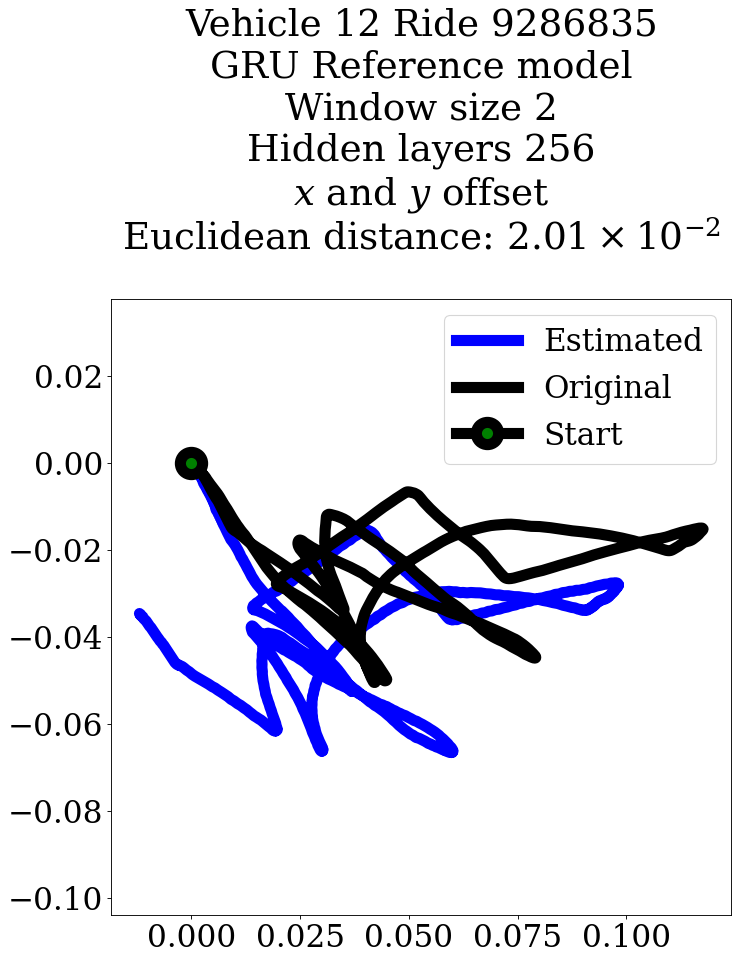 Vehicle 12 Ride 9286835
GRU Reference model
Window size 2
Hidden layers 256
x and y offset
Euclidean distance: 2.01 × 10⁻²
Estimated
Original
Start
0.02
0.00
−0.02
−0.04
−0.06
−0.08
−0.10
0.000 0.025 0.050 0.075 0.100